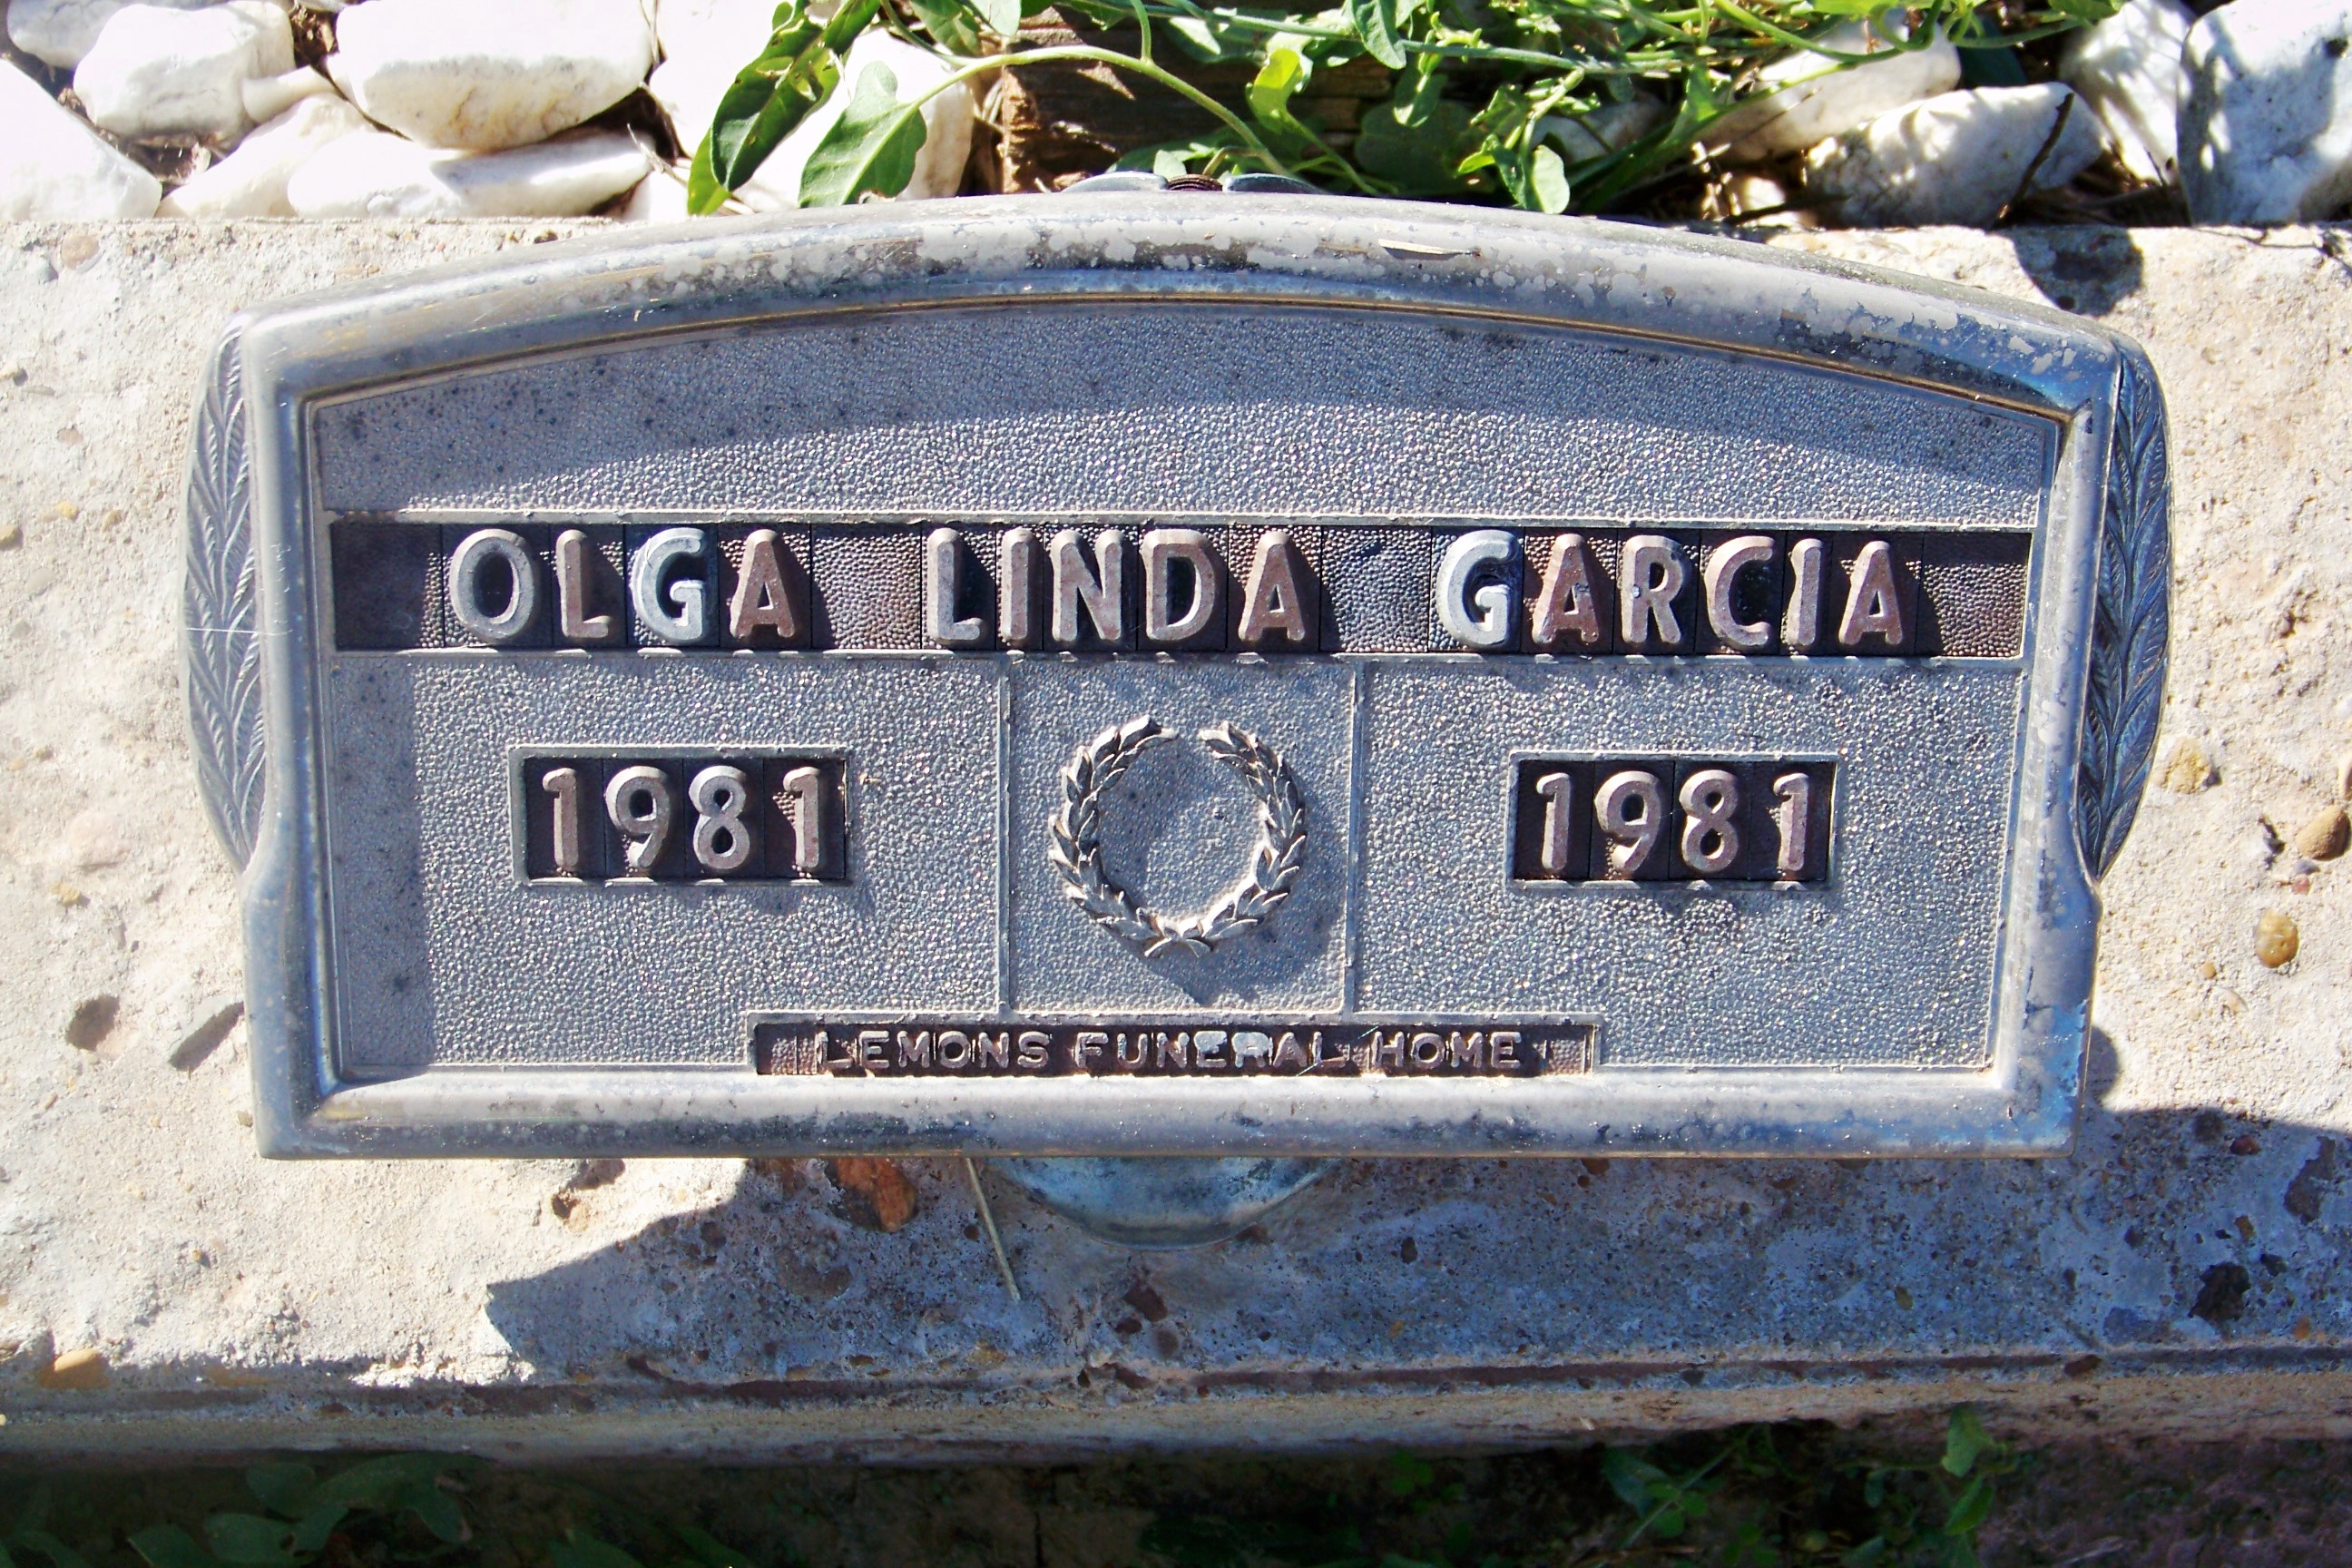 OLGA LINDA GARCIA
1981 1981
LEMONS FUNERAL HOME